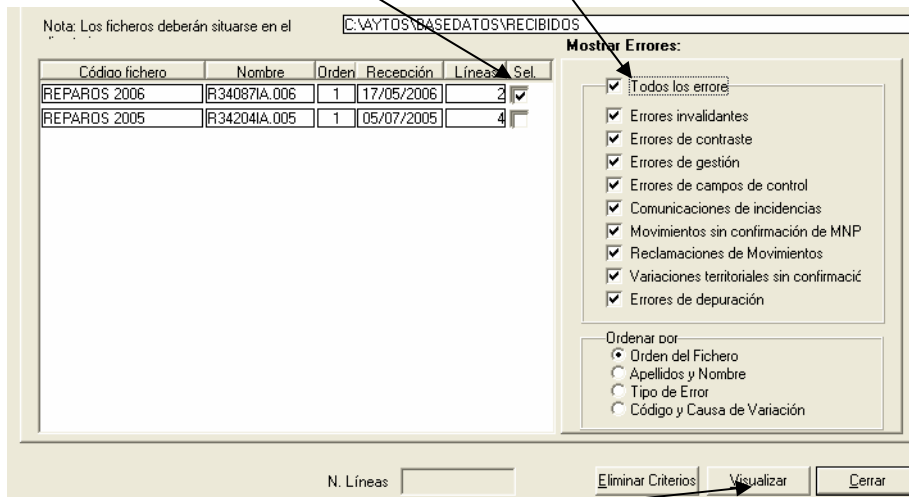 Nota: Los ficheros deberán situarse en el
C:\AYTOS\BASEDATOS\RECIBIDOS
Mostrar Errores:
Código fichero Nombre Orden Recepción Líneas Sel.
REPAROS 2006 R34087IA.006 1 17/05/2006 2
REPAROS 2005 R34204IA.005 1 05/07/2005 4
Todos los errore
Errores invalidantes
Errores de contraste
Errores de gestión
Errores de campos de control
Comunicaciones de incidencias
Movimientos sin confirmación de MNP
Reclamaciones de Movimientos
Variaciones territoriales sin confirmació
Errores de depuración
Ordenar por
Orden del Fichero
Apellidos y Nombre
Tipo de Error
Código y Causa de Variación
N. Líneas
Eliminar Criterios Visualizar Cerrar